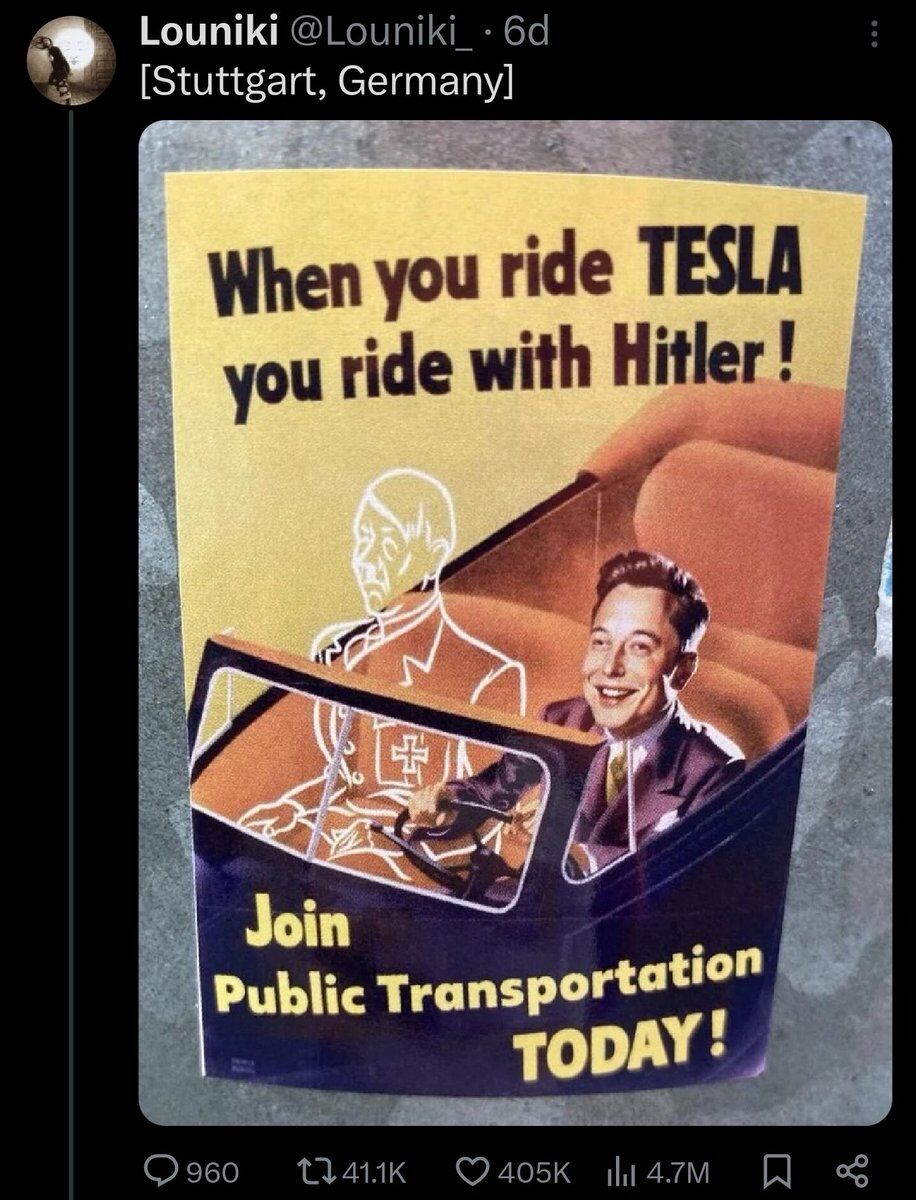 Louniki @Louniki_ · 6d
[Stuttgart, Germany]
When you ride TESLA
you ride with Hitler!
Join
Public Transportation
TODAY!
960 41.1K 405K 4.7M